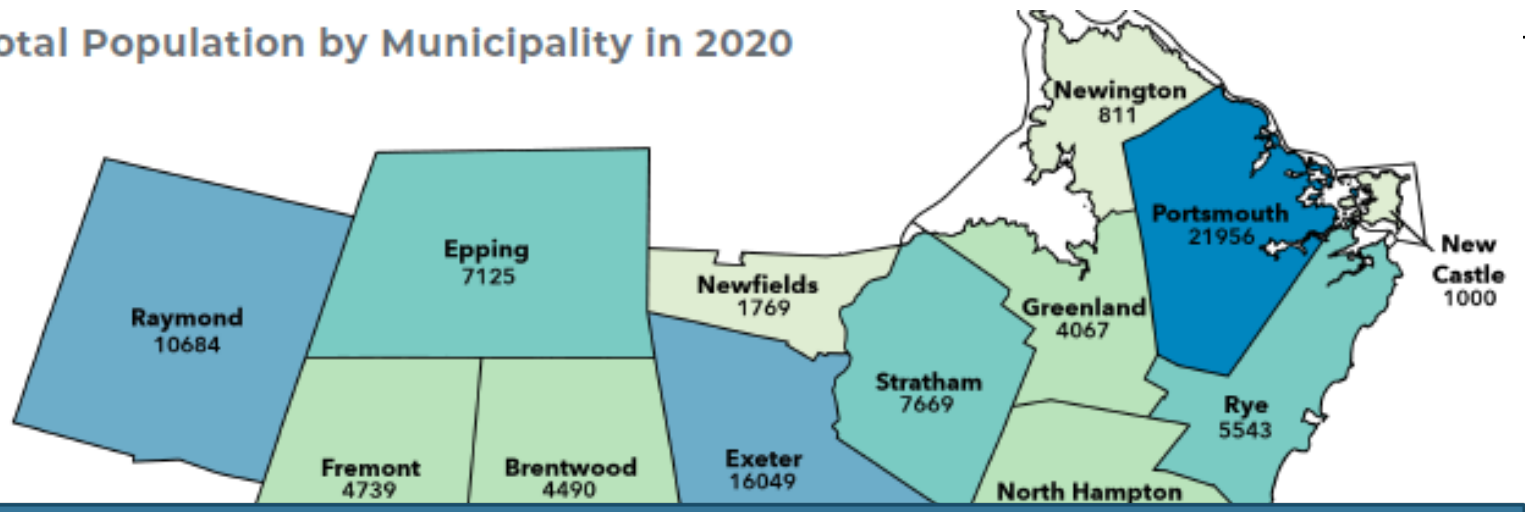 otal Population by Municipality in 2020
Newington
811
Portsmouth
21956
New
Castle
1000
Epping
7125
Newfields
1769
Raymond
10684
Greenland
4067
Stratham
7669
Rye
5543
Fremont
4739
Brentwood
4490
Exeter
16049
North Hampton